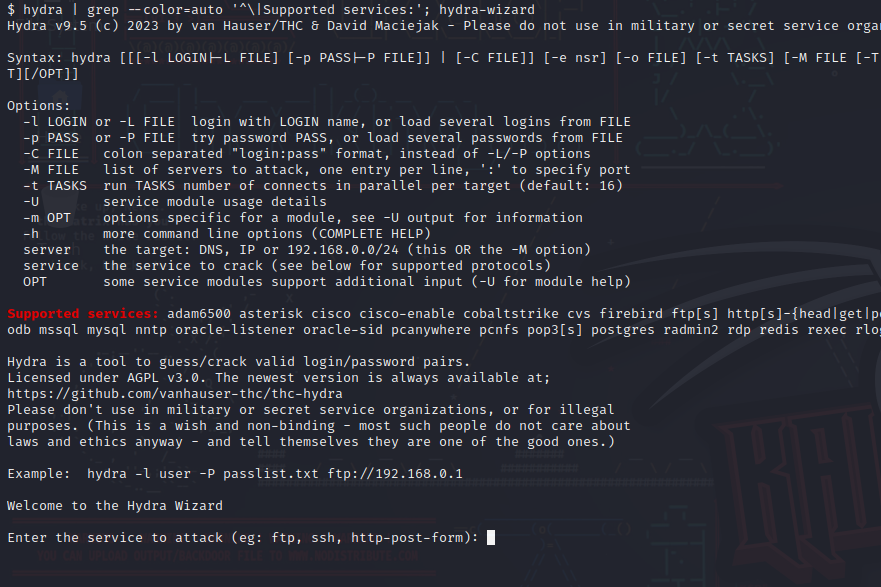 $ hydra | grep --color=auto '^\|Supported services:'; hydra-wizard
Hydra v9.5 (c) 2023 by van Hauser/THC & David Maciejak - Please do not use in military or secret service orga
Syntax: hydra [[[-l LOGIN|-L FILE] [-p PASS|-P FILE]] | [-C FILE]] [-e nsr] [-o FILE] [-t TASKS] [-M FILE [-T
T][/OPT]]
Options:
-l LOGIN or -L FILE login with LOGIN name, or load several logins from FILE
-p PASS or -P FILE try password PASS, or load several passwords from FILE
-C FILE colon separated "login:pass" format, instead of -L/-P options
-M FILE list of servers to attack, one entry per line, ':' to specify port
-t TASKS run TASKS number of connects in parallel per target (default: 16)
-U service module usage details
-m OPT options specific for a module, see -U output for information
-h more command line options (COMPLETE HELP)
server the target: DNS, IP or 192.168.0.0/24 (this OR the -M option)
service the service to crack (see below for supported protocols)
OPT some service modules support additional input (-U for module help)
Supported services: adam6500 asterisk cisco cisco-enable cobaltstrike cvs firebird ftp[s] http[s]-{head|get|p
odb mssql mysql nntp oracle-listener oracle-sid pcanywhere pcnfs pop3[s] postgres radmin2 rdp redis rexec rlo
Hydra is a tool to guess/crack valid login/password pairs.
Licensed under AGPL v3.0. The newest version is always available at;
https://github.com/vanhauser-thc/thc-hydra
Please don't use in military or secret service organizations, or for illegal
purposes. (This is a wish and non-binding - most such people do not care about
laws and ethics anyway - and tell themselves they are one of the good ones.)
Example: hydra -l user -P passlist.txt ftp://192.168.0.1
Welcome to the Hydra Wizard
Enter the service to attack (eg: ftp, ssh, http-post-form):